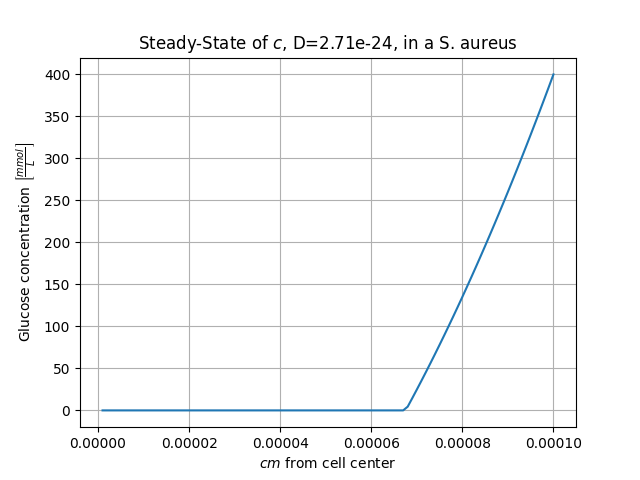 Steady-State of c, D=2.71e-24, in a S. aureus
Glucose concentration [mmol/L]
400
350
300
250
200
150
100
50
0
0.00000 0.00002 0.00004 0.00006 0.00008 0.00010
cm from cell center